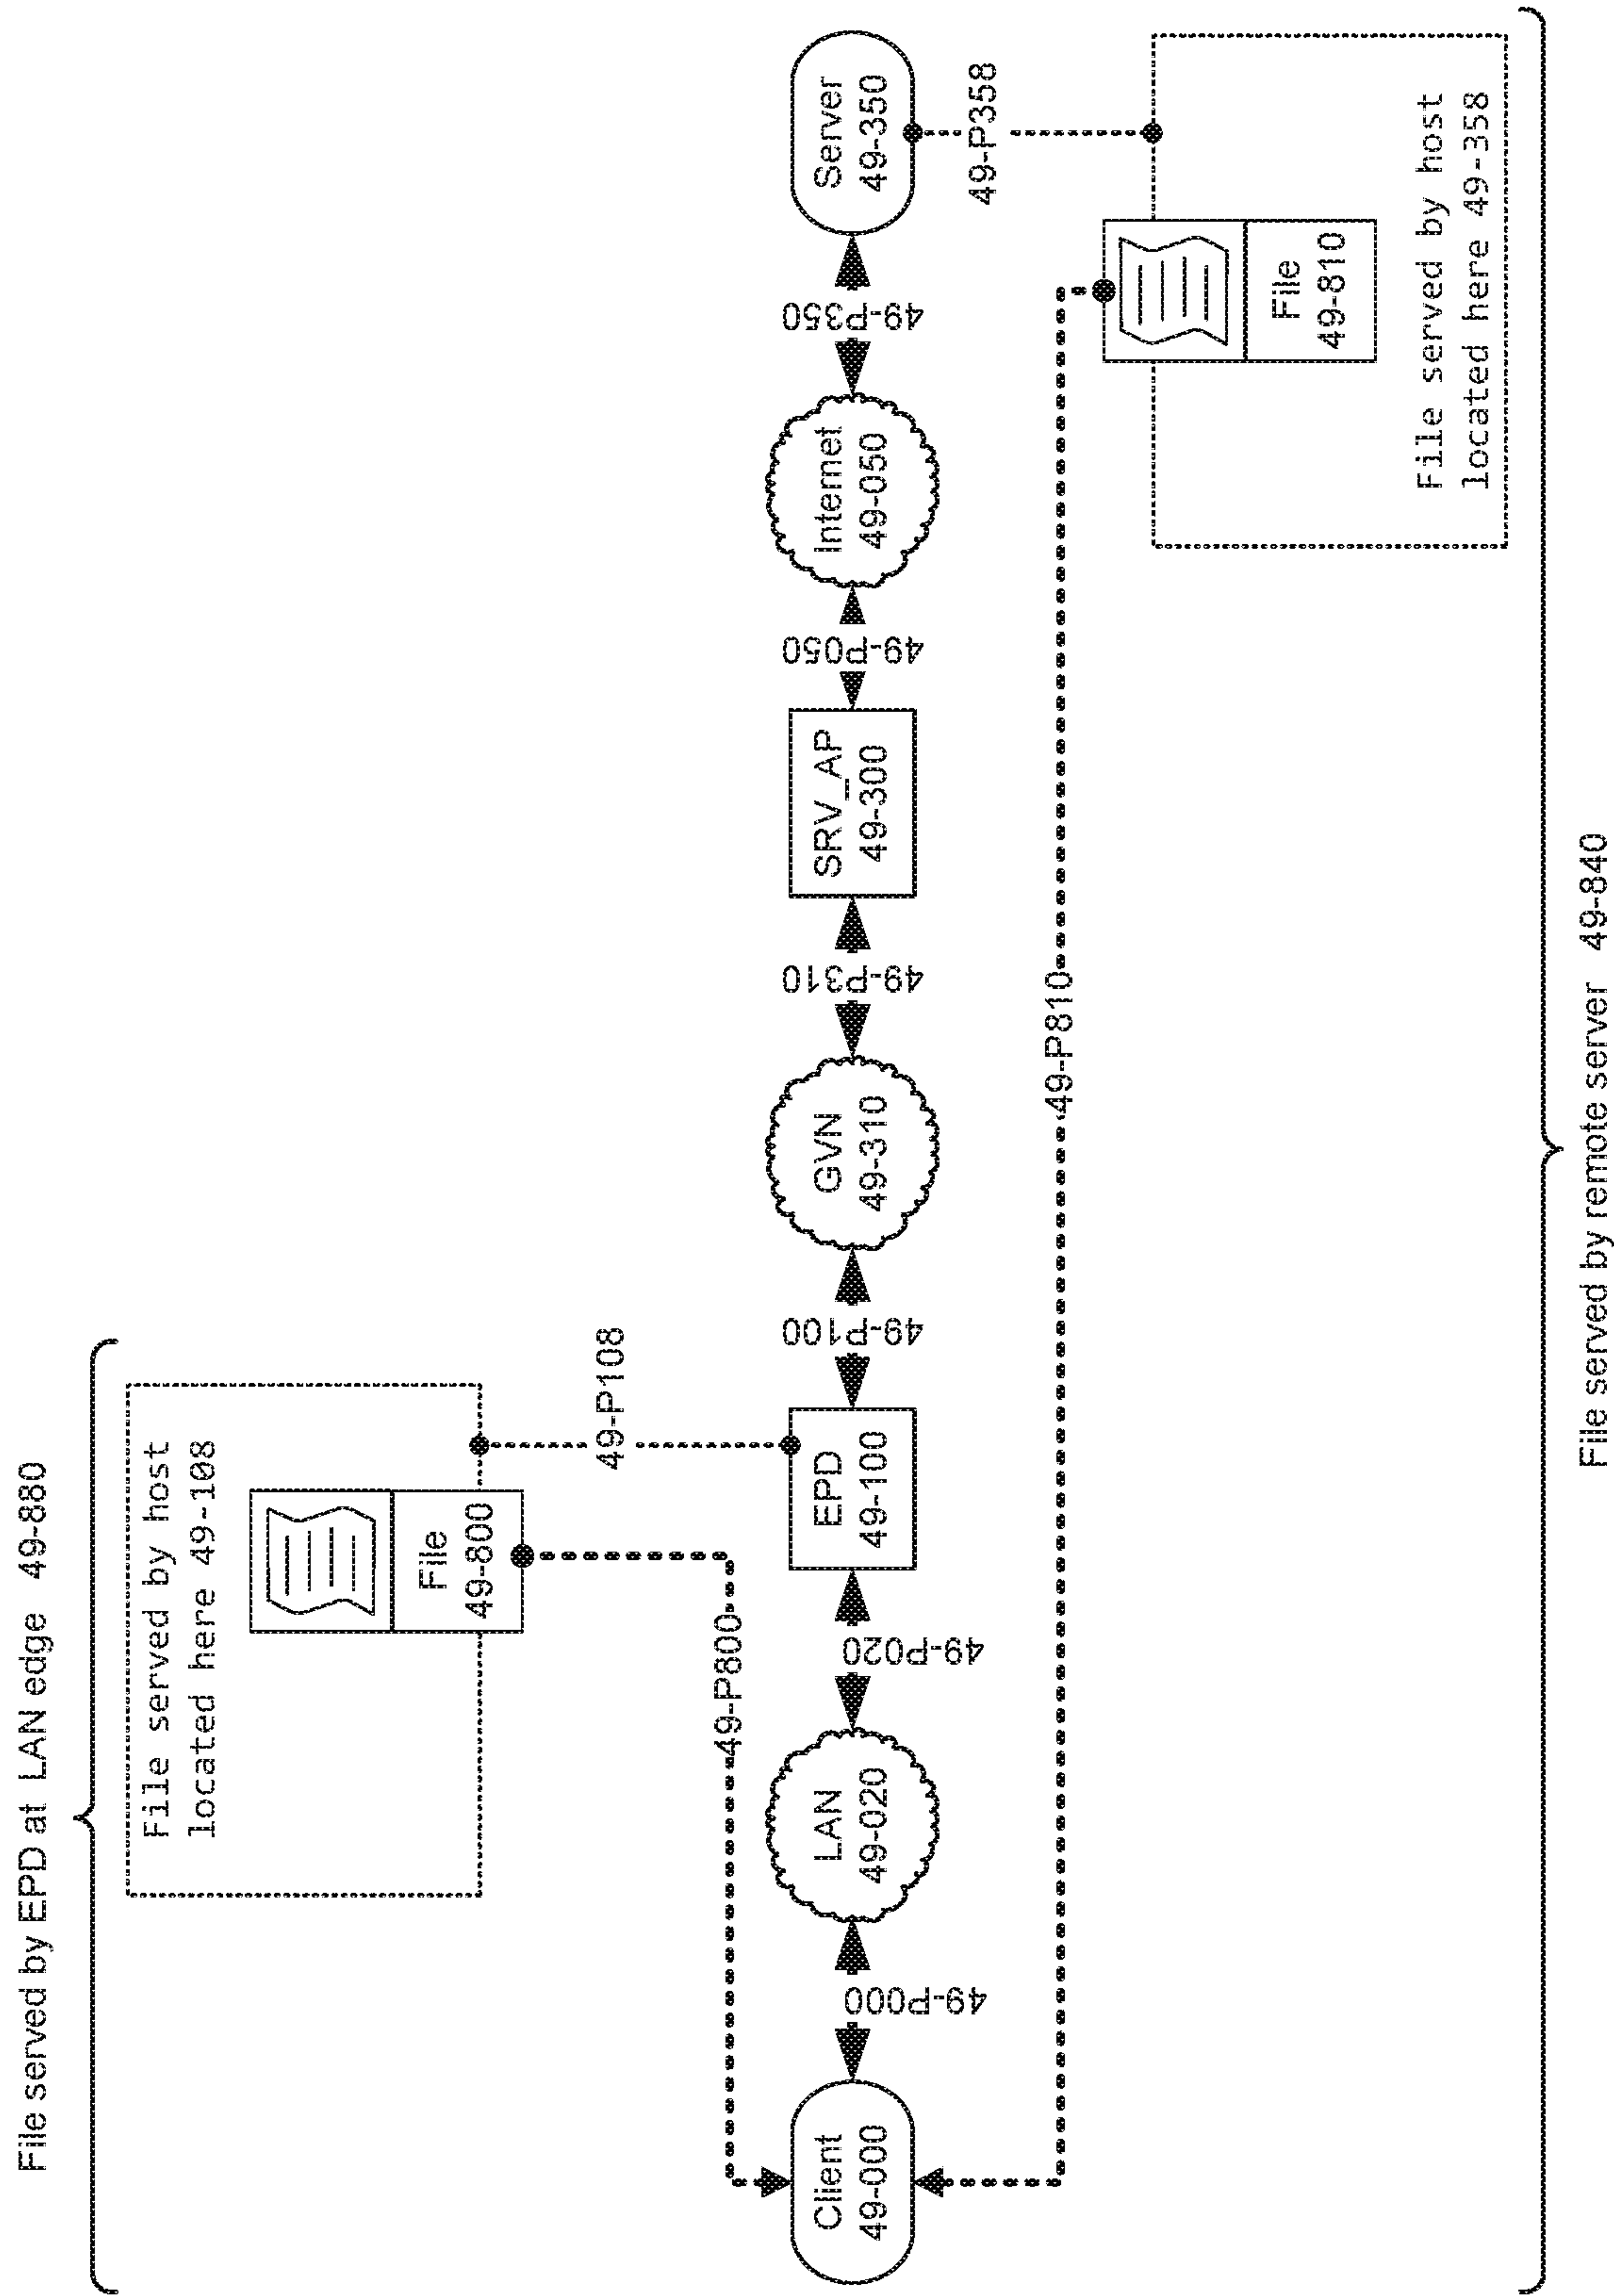 File served by EPD at LAN edge 49-880
File served by host
located here 49-108
File
49-800
49-P108
49-P800
Client
49-000
49-P000
LAN
49-020
49-P020
EPD
49-100
49-P100
GVN
49-310
49-P310
SRV_AP
49-300
49-P050
Internet
49-050
49-P350
Server
49-350
49-P358
49-P810
File
49-810
File served by host
located here 49-358
File served by remote server 49-840